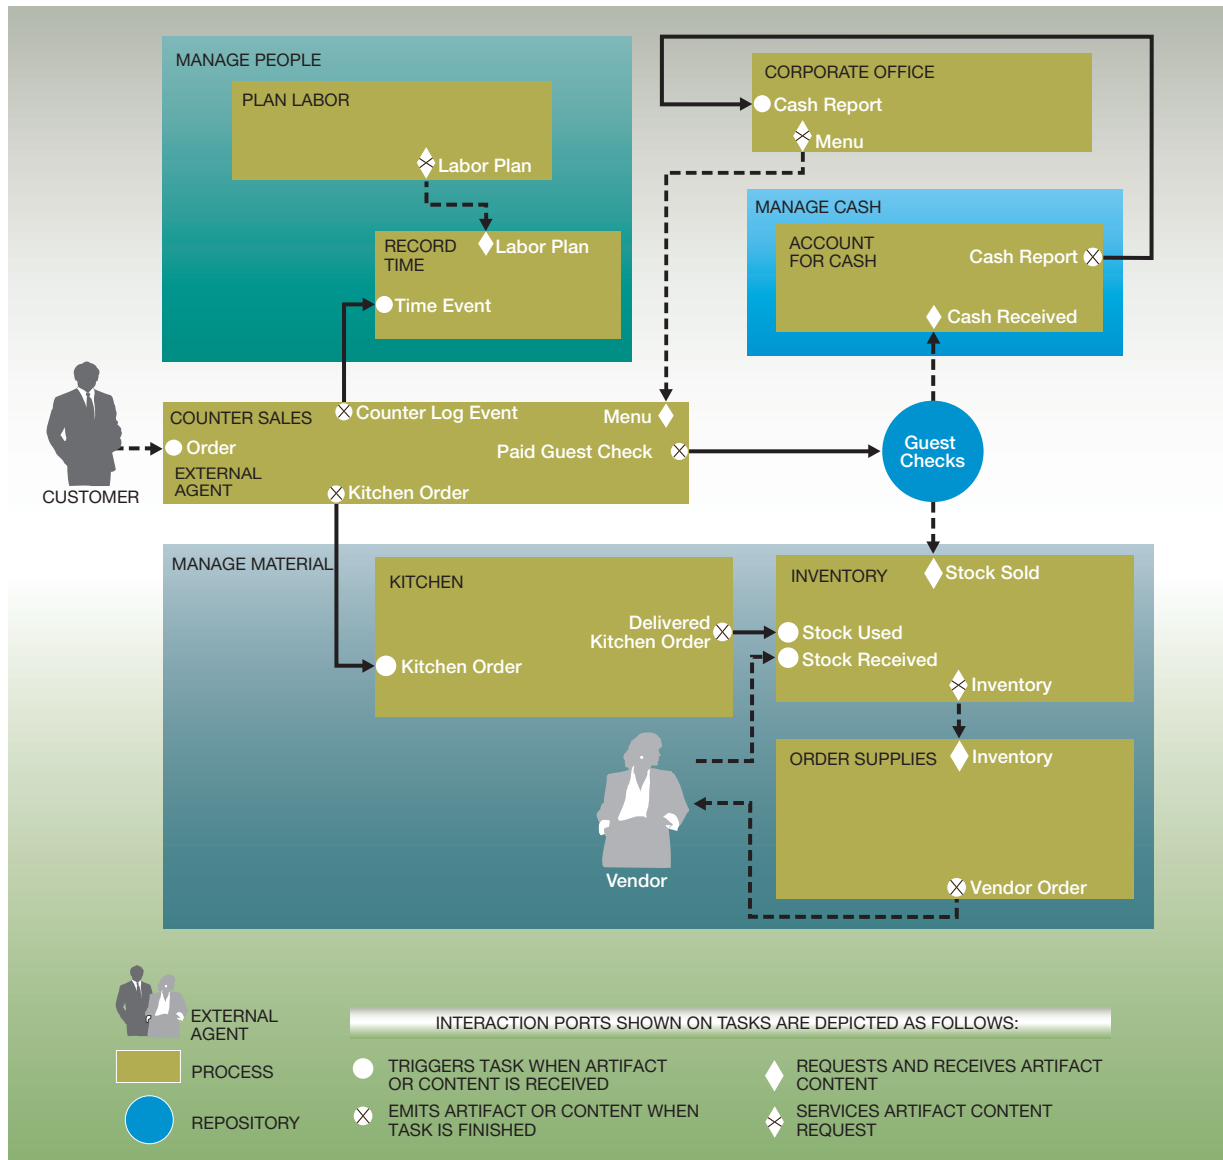 MANAGE PEOPLE
PLAN LABOR
Labor Plan
RECORD
TIME
Labor Plan
Time Event
CORPORATE OFFICE
Cash Report
Menu
MANAGE CASH
ACCOUNT
FOR CASH
Cash Report
Cash Received
CUSTOMER
COUNTER SALES
Counter Log Event
Menu
Order
Paid Guest Check
EXTERNAL
AGENT
Kitchen Order
Guest
Checks
MANAGE MATERIAL
KITCHEN
Delivered
Kitchen Order
Kitchen Order
INVENTORY
Stock Sold
Stock Used
Stock Received
Inventory
ORDER SUPPLIES
Inventory
Vendor Order
Vendor
EXTERNAL
AGENT
PROCESS
REPOSITORY
INTERACTION PORTS SHOWN ON TASKS ARE DEPICTED AS FOLLOWS:
TRIGGERS TASK WHEN ARTIFACT
OR CONTENT IS RECEIVED
EMITS ARTIFACT OR CONTENT WHEN
TASK IS FINISHED
REQUESTS AND RECEIVES ARTIFACT
CONTENT
SERVICES ARTIFACT CONTENT
REQUEST